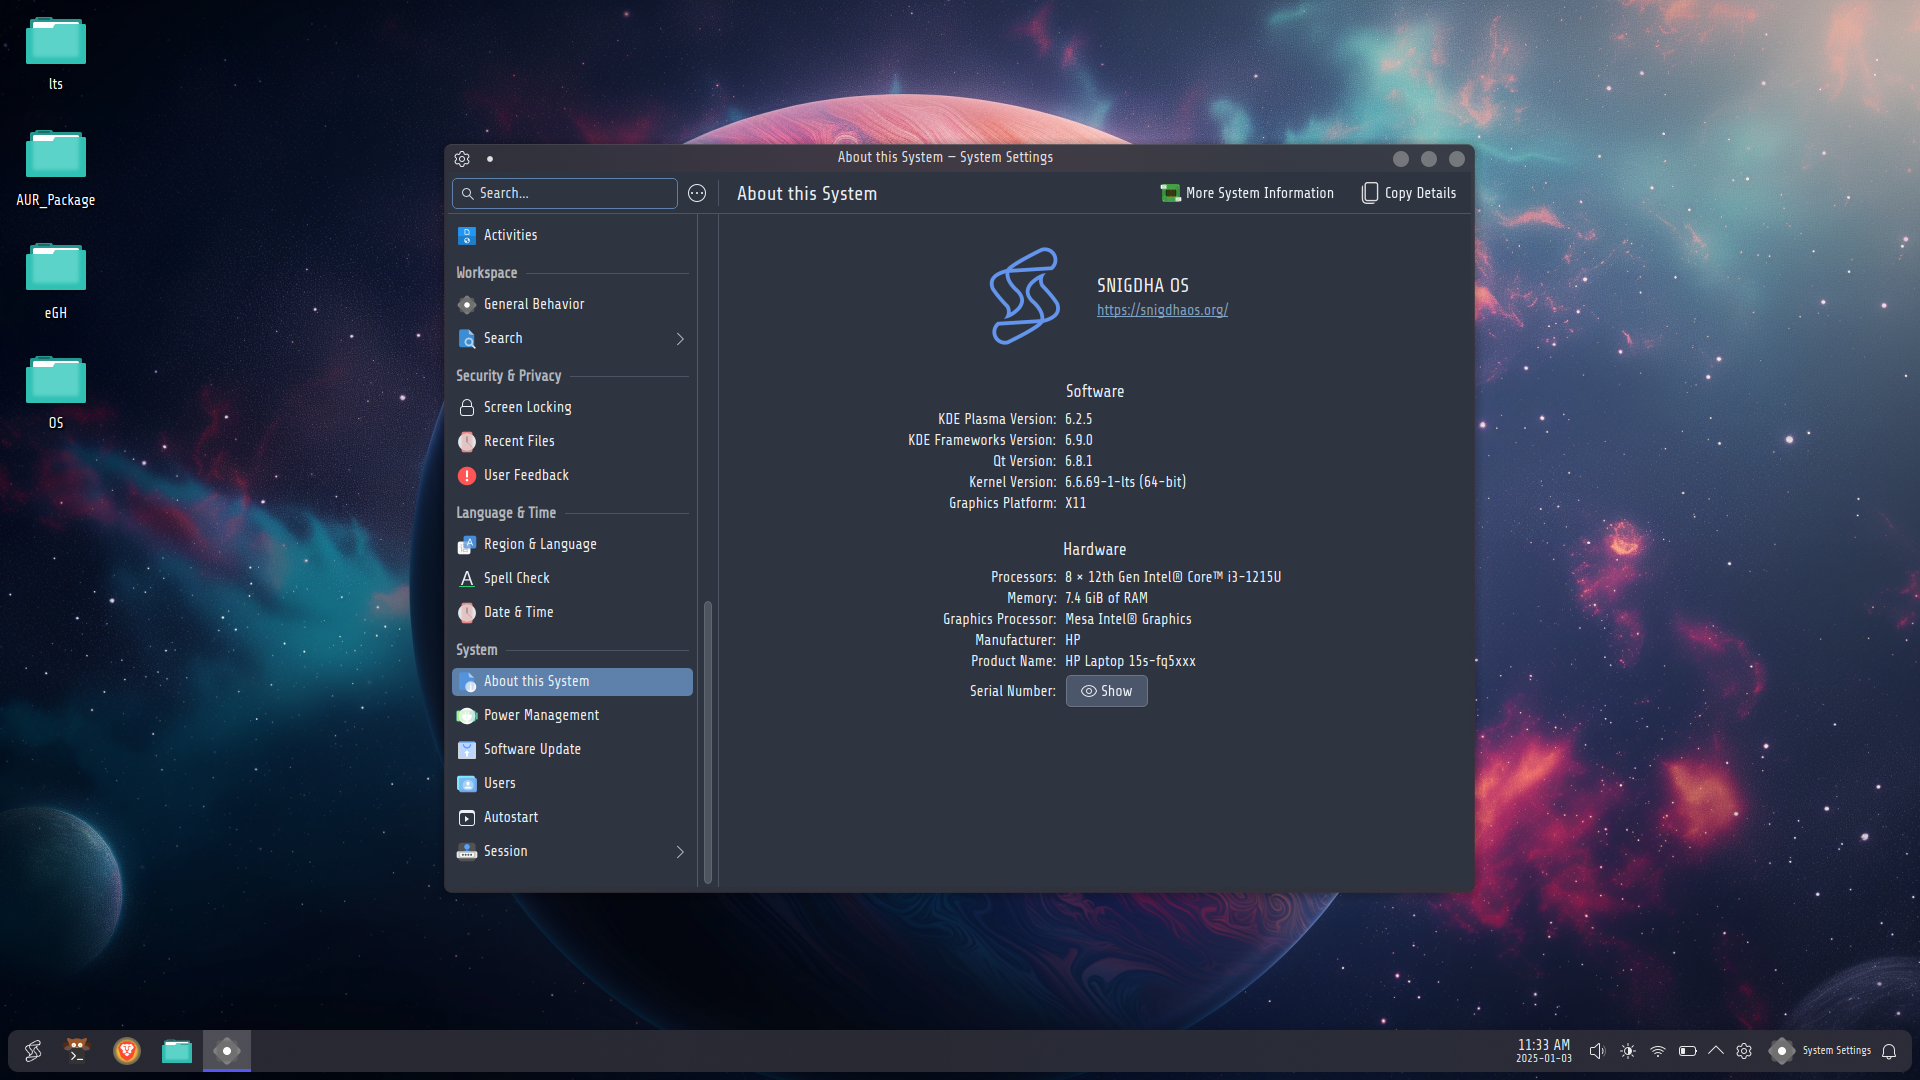 lts
AUR_Package
eGH
OS
About this System — System Settings
Search...
About this System
More System Information
Copy Details
Activities
Workspace
General Behavior
Search
Security & Privacy
Screen Locking
Recent Files
User Feedback
Language & Time
Region & Language
Spell Check
Date & Time
System
About this System
Power Management
Software Update
Users
Autostart
Session
SNIGDHA OS
https://snigdhaos.org/
Software
KDE Plasma Version: 6.2.5
KDE Frameworks Version: 6.9.0
Qt Version: 6.8.1
Kernel Version: 6.6.69-1-lts (64-bit)
Graphics Platform: X11
Hardware
Processors: 8 × 12th Gen Intel® Core™ i3-1215U
Memory: 7.4 GiB of RAM
Graphics Processor: Mesa Intel® Graphics
Manufacturer: HP
Product Name: HP Laptop 15s-fq5xxx
Serial Number: Show
11:33 AM
2025-01-03
System Settings